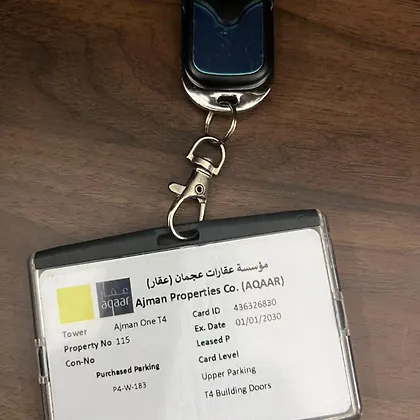 مؤسسة عقارات عجمان (عقار)
عقار
aqaar
Ajman Properties Co. (AQAAR)
Tower Ajman One T4
Property No 115
Con-No
Purchased Parking
P4-W-183
Card ID 436326830
Ex. Date 01/01/2030
Leased P
Card Level
Upper Parking
T4 Building Doors